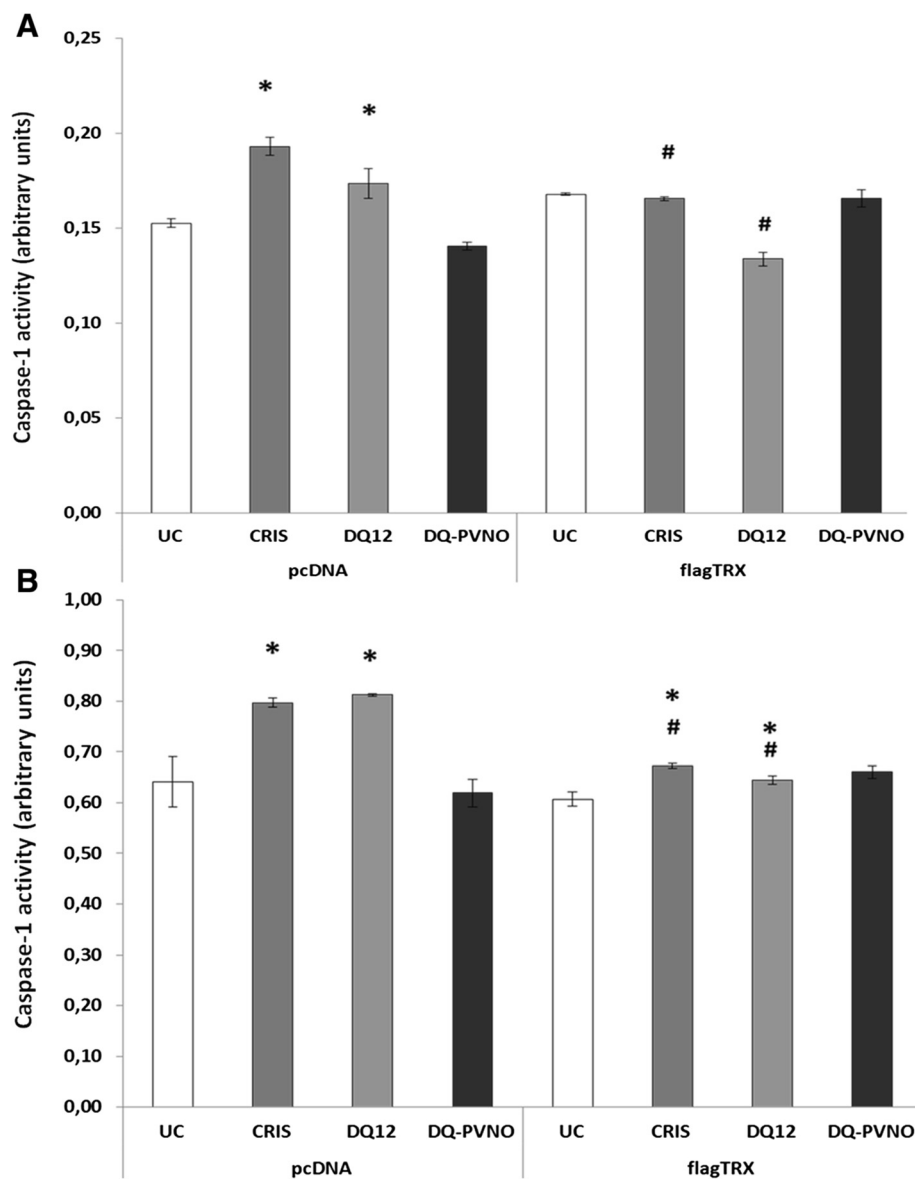 A
Caspase-1 activity (arbitrary units)
0,25
0,20
0,15
0,10
0,05
0,00
* * # #
UC CRIS DQ12 DQ-PVNO UC CRIS DQ12 DQ-PVNO
pcDNA flagTRX
B
Caspase-1 activity (arbitrary units)
1,00
0,90
0,80
0,70
0,60
0,50
0,40
0,30
0,20
0,10
0,00
* * * *
# #
UC CRIS DQ12 DQ-PVNO UC CRIS DQ12 DQ-PVNO
pcDNA flagTRX